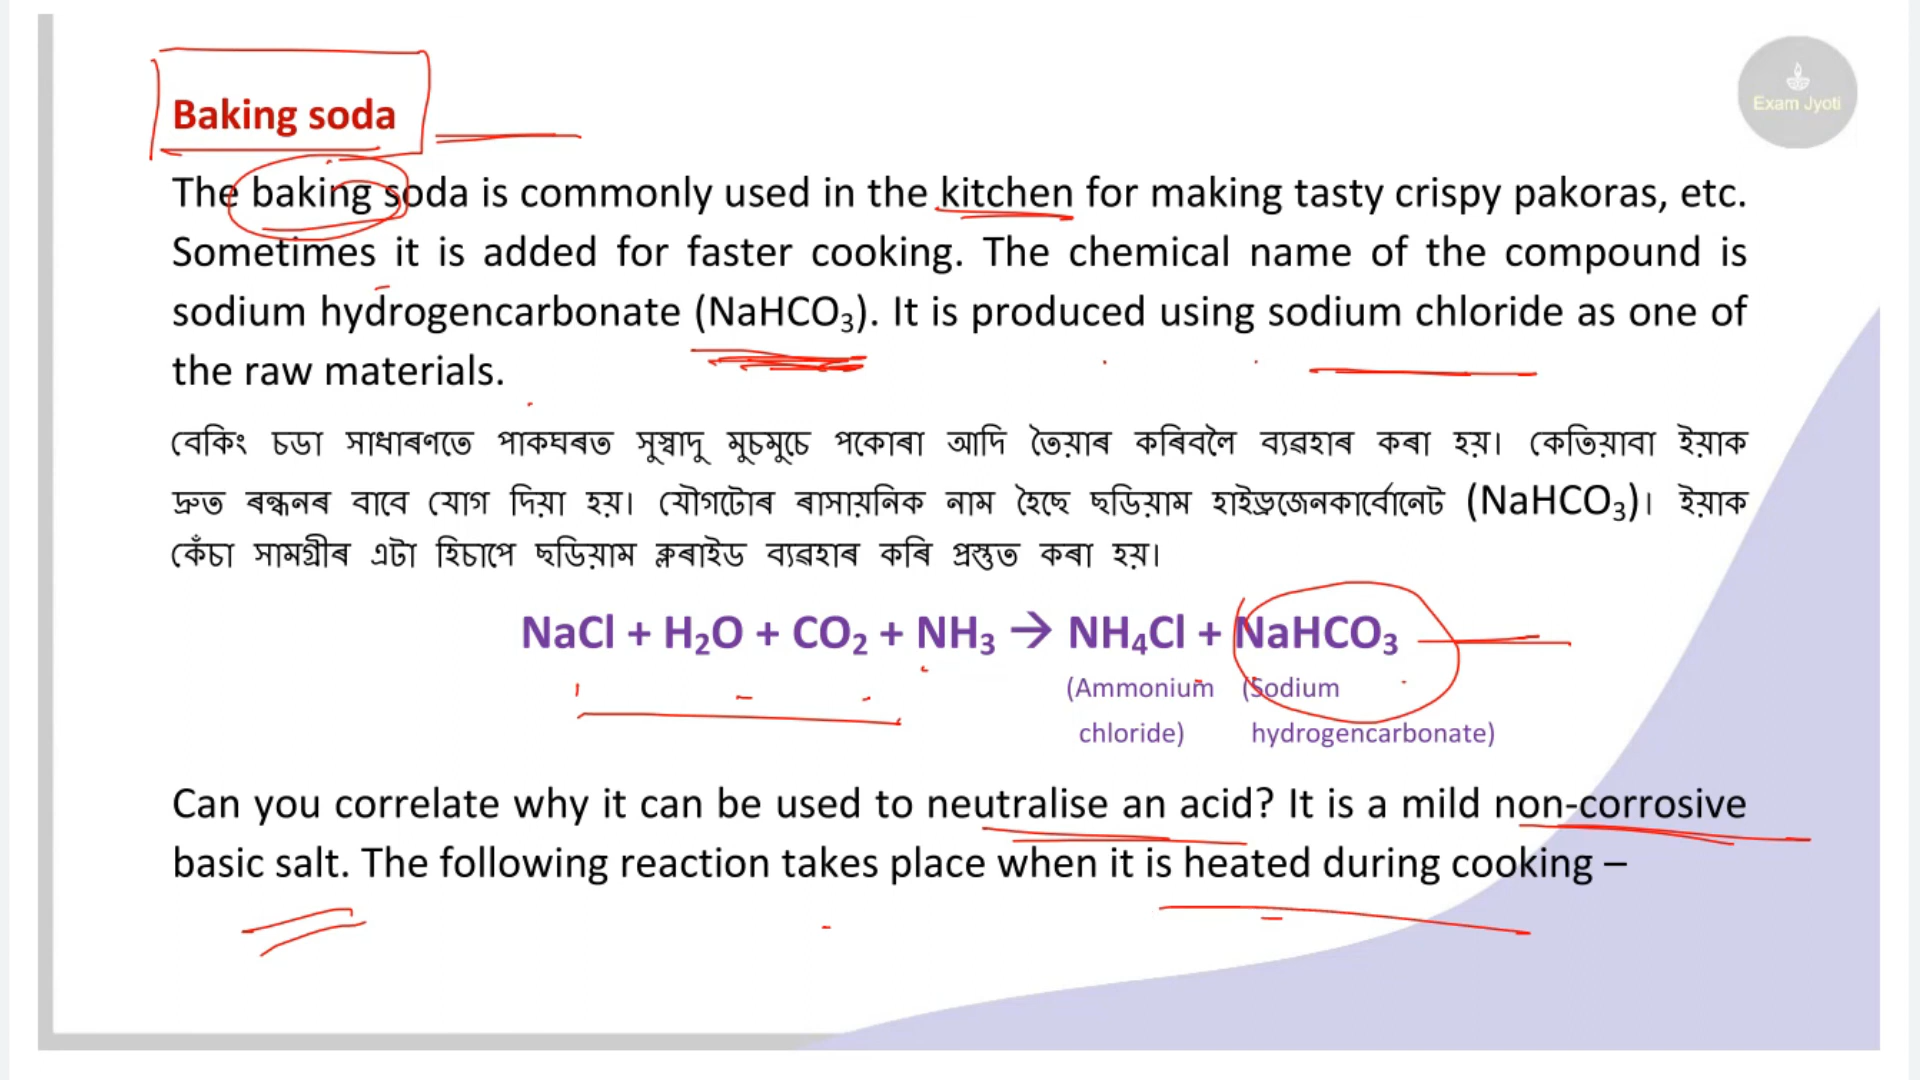 Exam Jyoti
Baking soda
The baking soda is commonly used in the kitchen for making tasty crispy pakoras, etc.
Sometimes it is added for faster cooking. The chemical name of the compound is
sodium hydrogencarbonate (NaHCO₃). It is produced using sodium chloride as one of
the raw materials.
বেকিং চডা সাধাৰণতে পাকঘৰত সুস্বাদু মুচমুচে পকোৰা আদি তৈয়াৰ কৰিবলৈ ব্যৱহাৰ কৰা হয়। কেতিয়াবা ইয়াক
দ্ৰুত ৰন্ধনৰ বাবে যোগ দিয়া হয়। যৌগটোৰ ৰাসায়নিক নাম হৈছে ছডিয়াম হাইড্ৰজেনকাৰ্বোনেট (NaHCO₃)। ইয়াক
কেঁচা সামগ্ৰীৰ এটা হিচাপে ছডিয়াম ক্লৰাইড ব্যৱহাৰ কৰি প্ৰস্তুত কৰা হয়।
NaCl + H₂O + CO₂ + NH₃ → NH₄Cl + NaHCO₃
(Ammonium (Sodium
chloride) hydrogencarbonate)
Can you correlate why it can be used to neutralise an acid? It is a mild non-corrosive
basic salt. The following reaction takes place when it is heated during cooking –